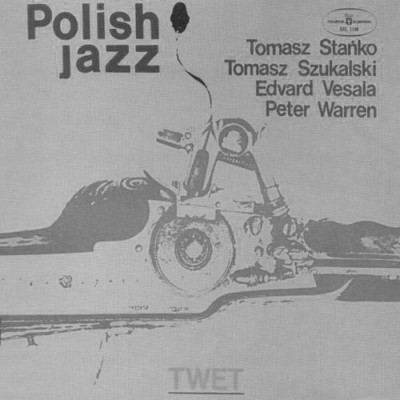 Polish
jazz
Tomasz Stańko
Tomasz Szukalski
Edvard Vesala
Peter Warren
TWET